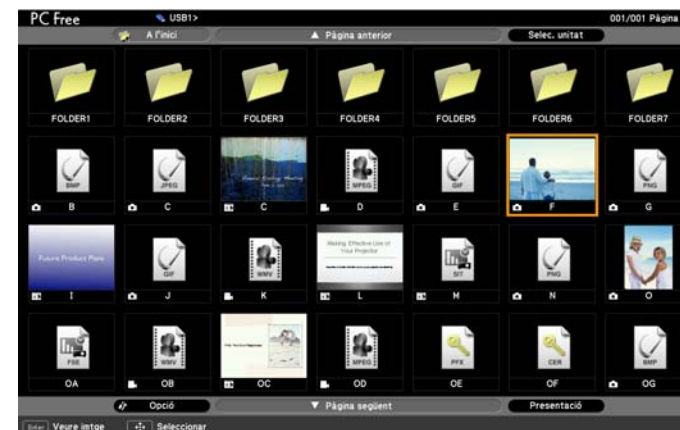 PC Free USB1> 001/001 Pàgina
A l'inici Pàgina anterior Selec. unitat
FOLDER1 FOLDER2 FOLDER3 FOLDER4 FOLDER5 FOLDER6 FOLDER7
BMP JPEG MPEG GIF PNG
B C C D E F G
Future Product Plans GIF WMV Making Effective Use of SIT PNG
Your Projector
I J K L M N O
FSE WMV MPEG PFX CER BMP
OA OB OC OD OE OF OG
Opció Pàgina següent Presentació
Enter Veure imtge Seleccionar